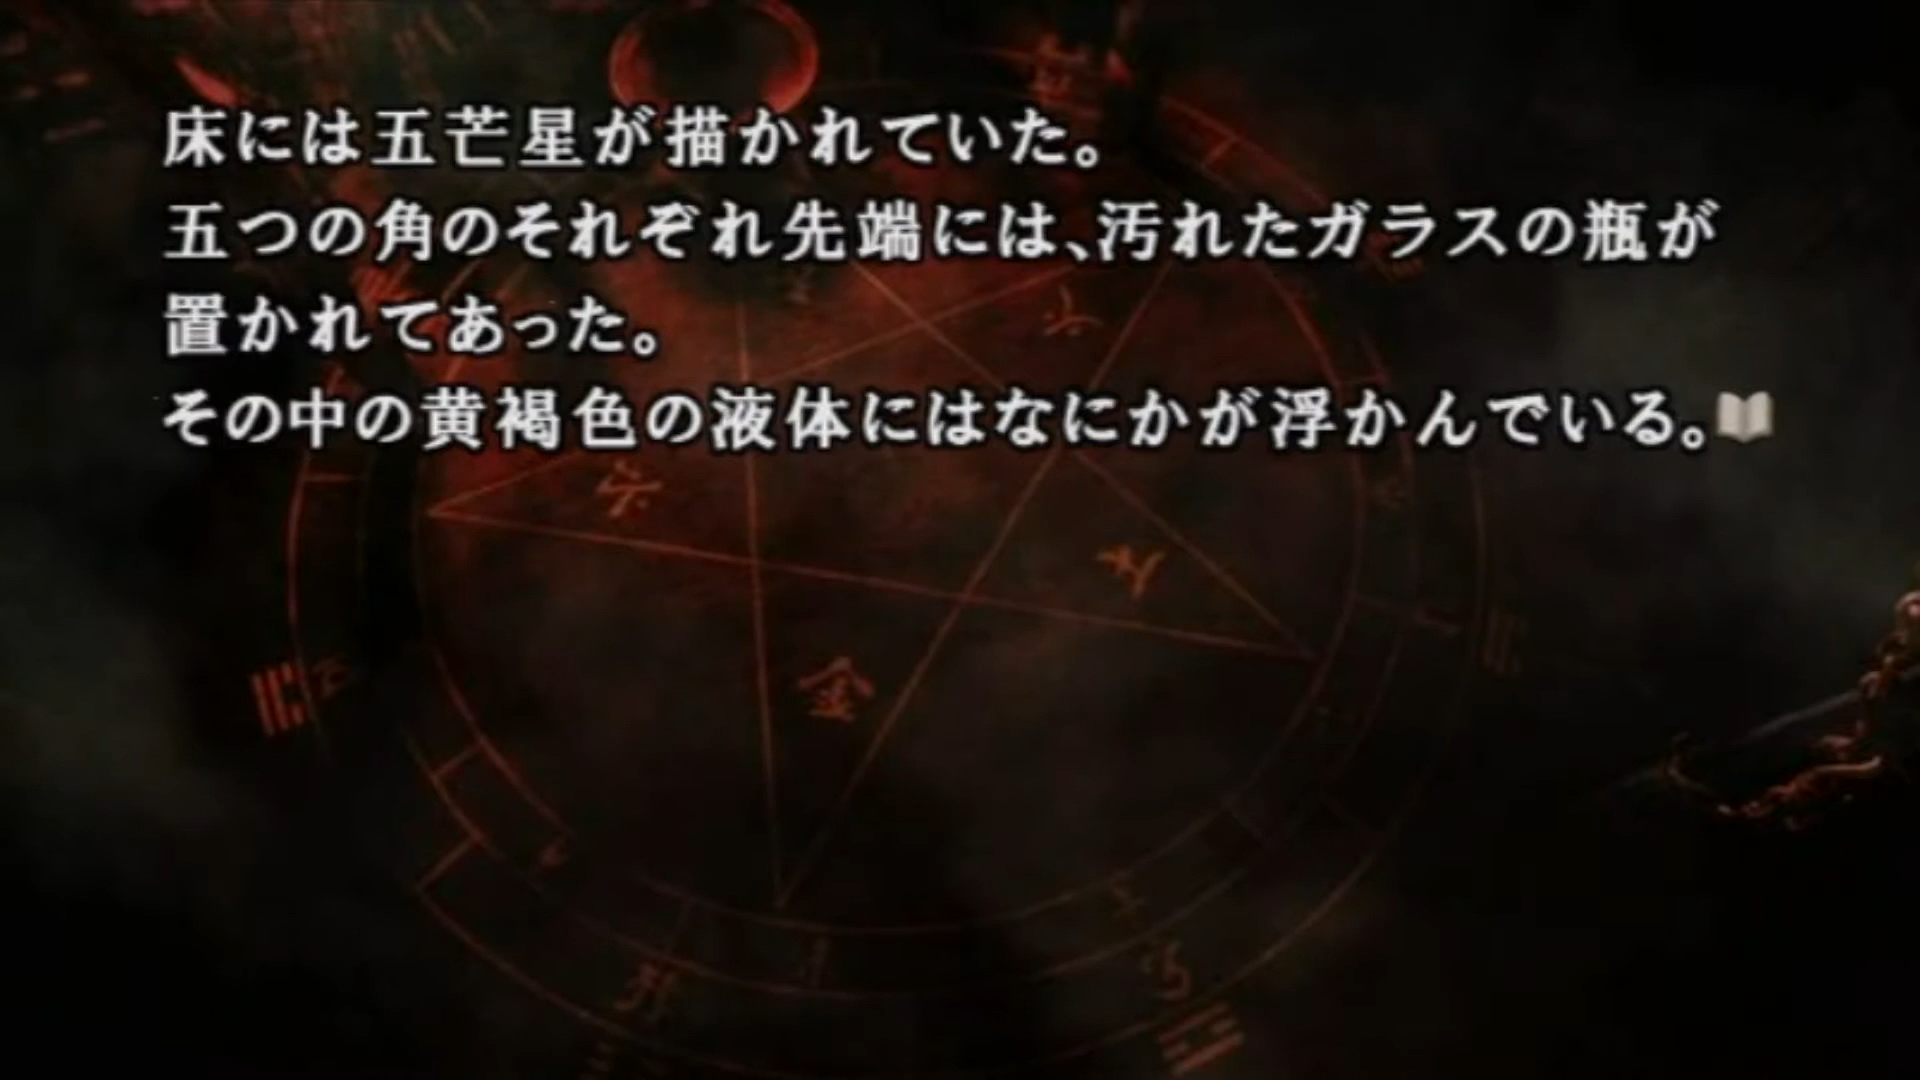 床には五芒星が描かれていた。
五つの角のそれぞれ先端には、汚れたガラスの瓶が
置かれてあった。
その中の黄褐色の液体にはなにかが浮かんでいる。
金